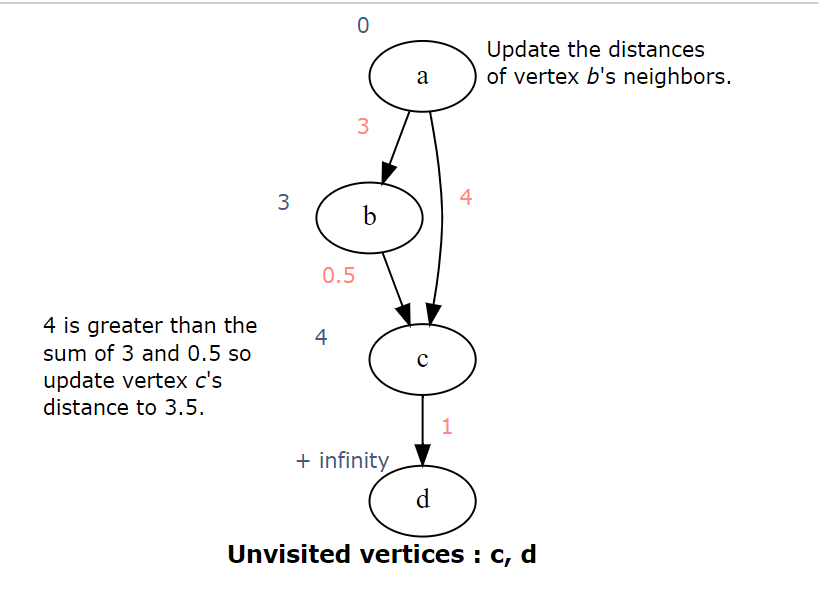 0
a
Update the distances
of vertex b's neighbors.
3
3
b
4
0.5
4 is greater than the
sum of 3 and 0.5 so
update vertex c's
distance to 3.5.
4
c
1
+ infinity
d
Unvisited vertices : c, d